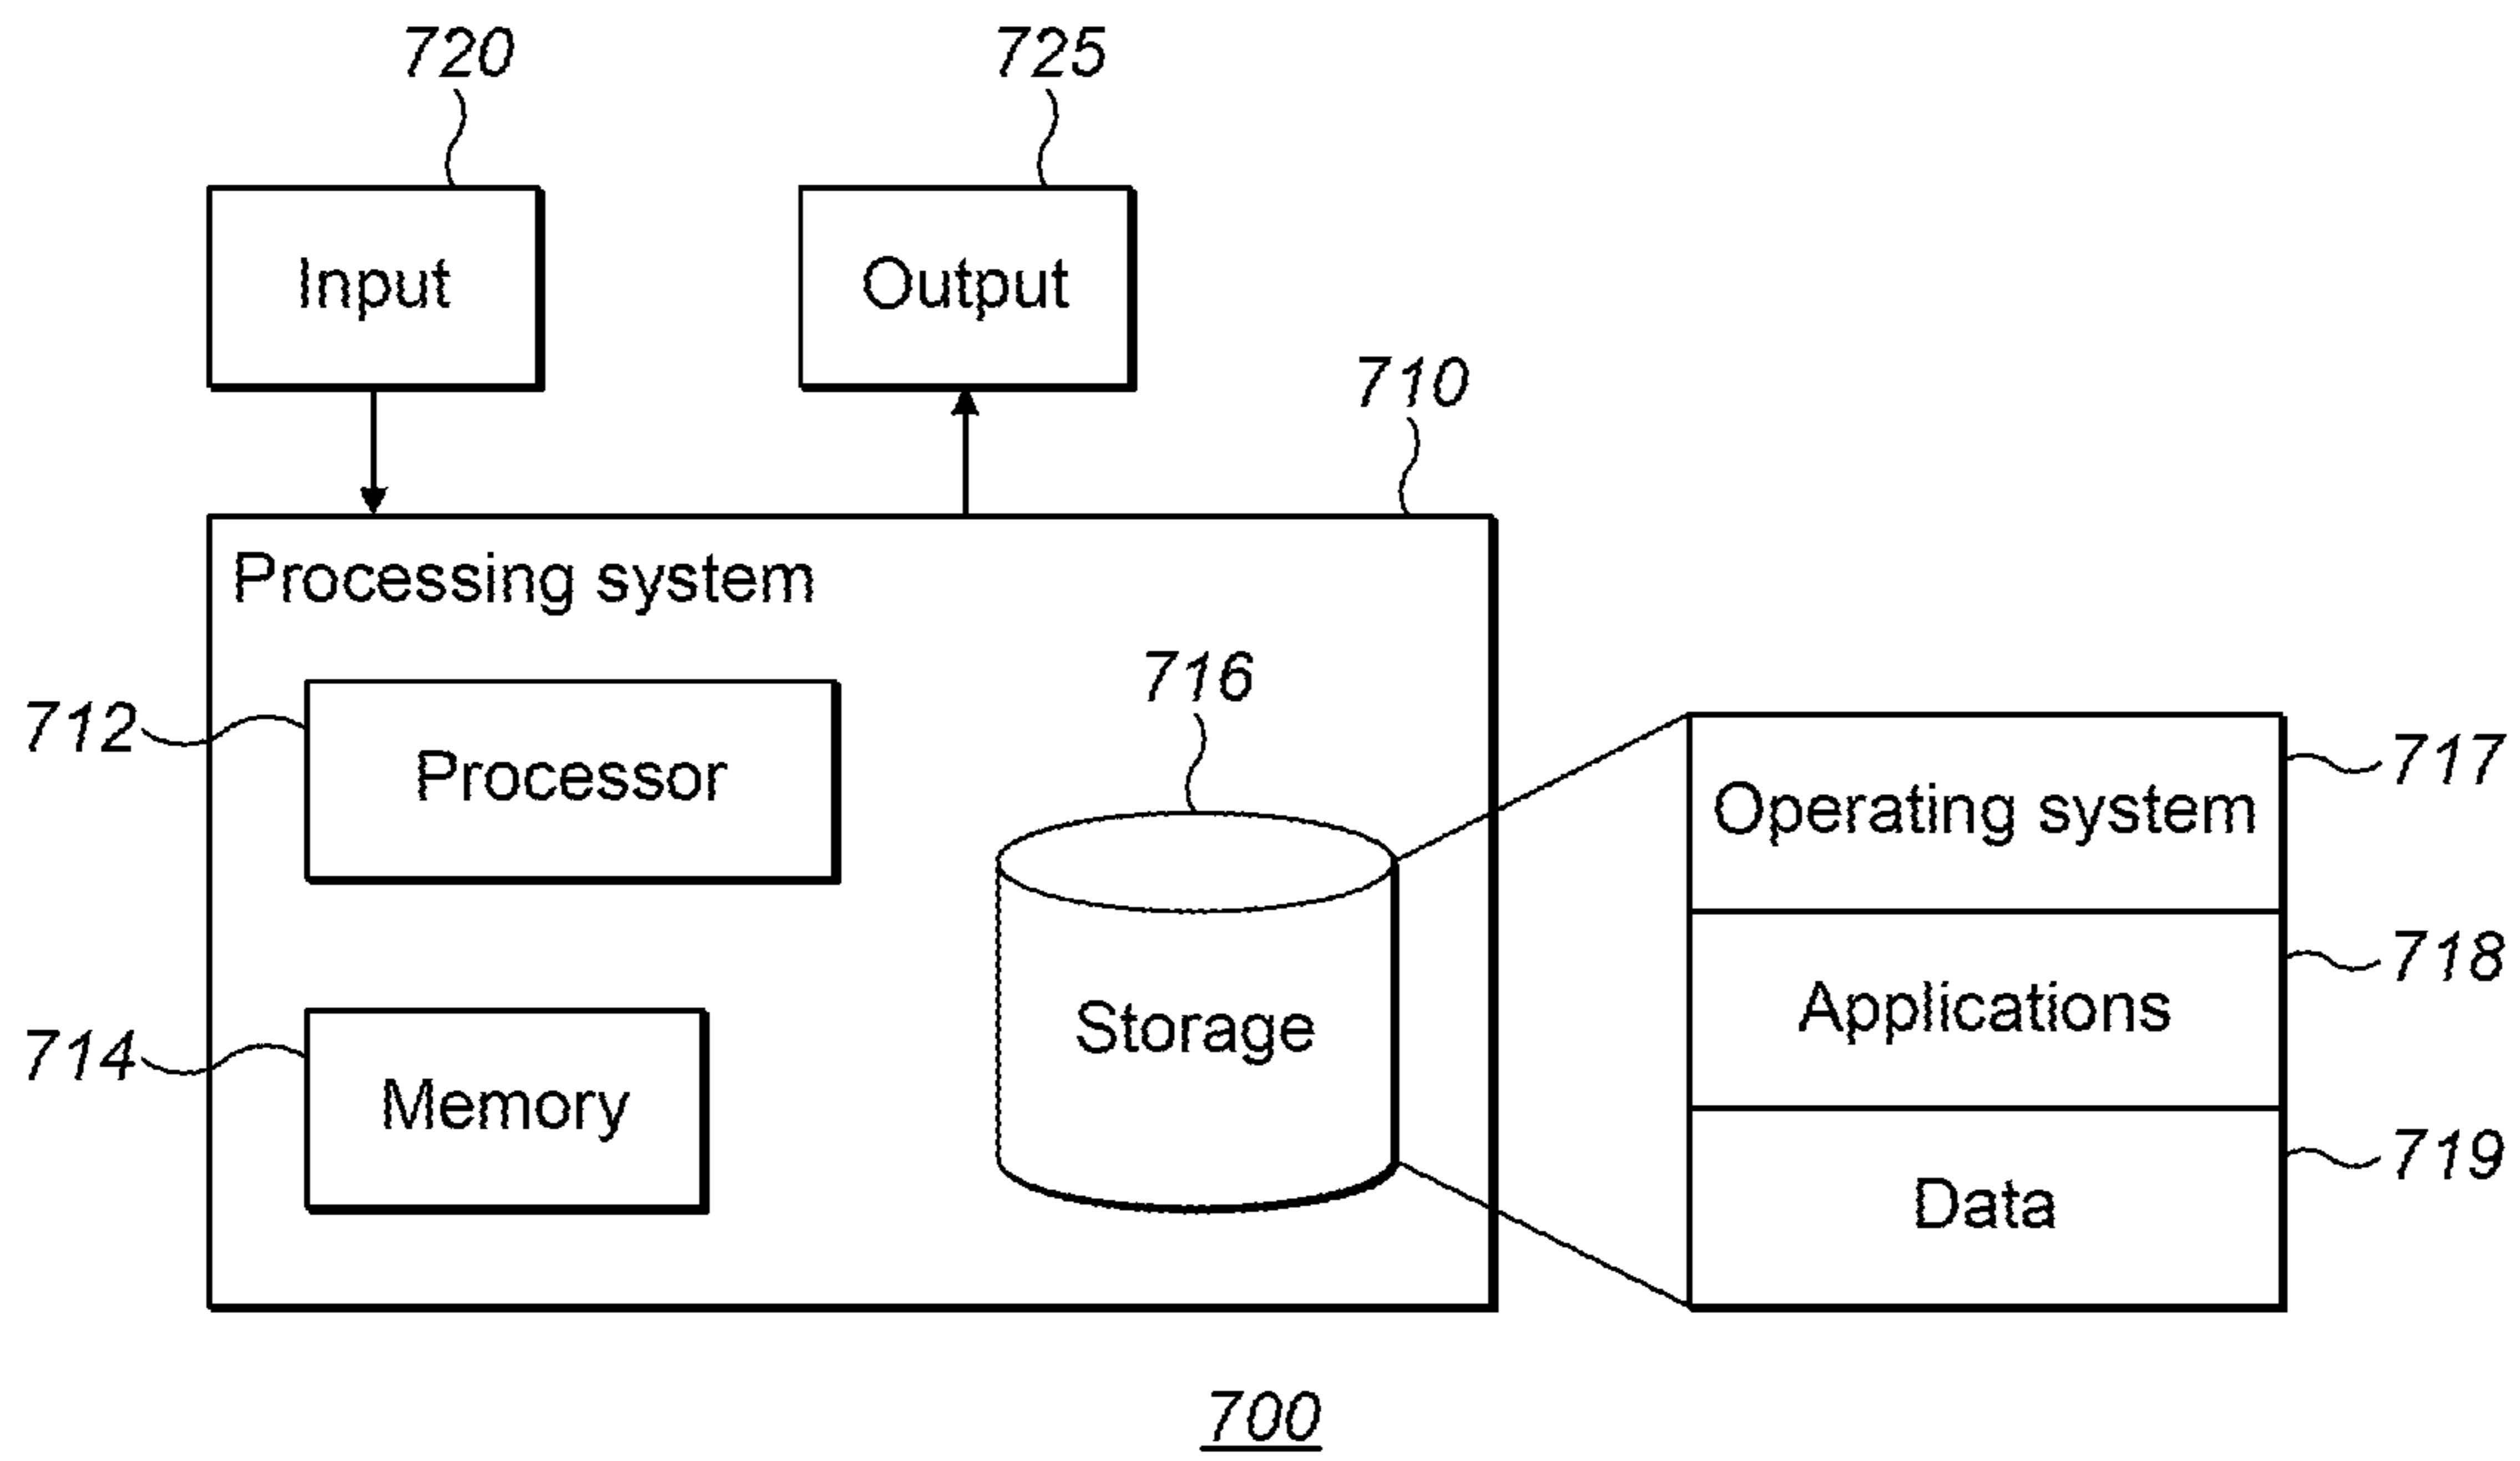 720
725
Input
Output
710
Processing system
716
712
Processor
717
Operating system
718
Applications
714
Memory
Storage
719
Data
700